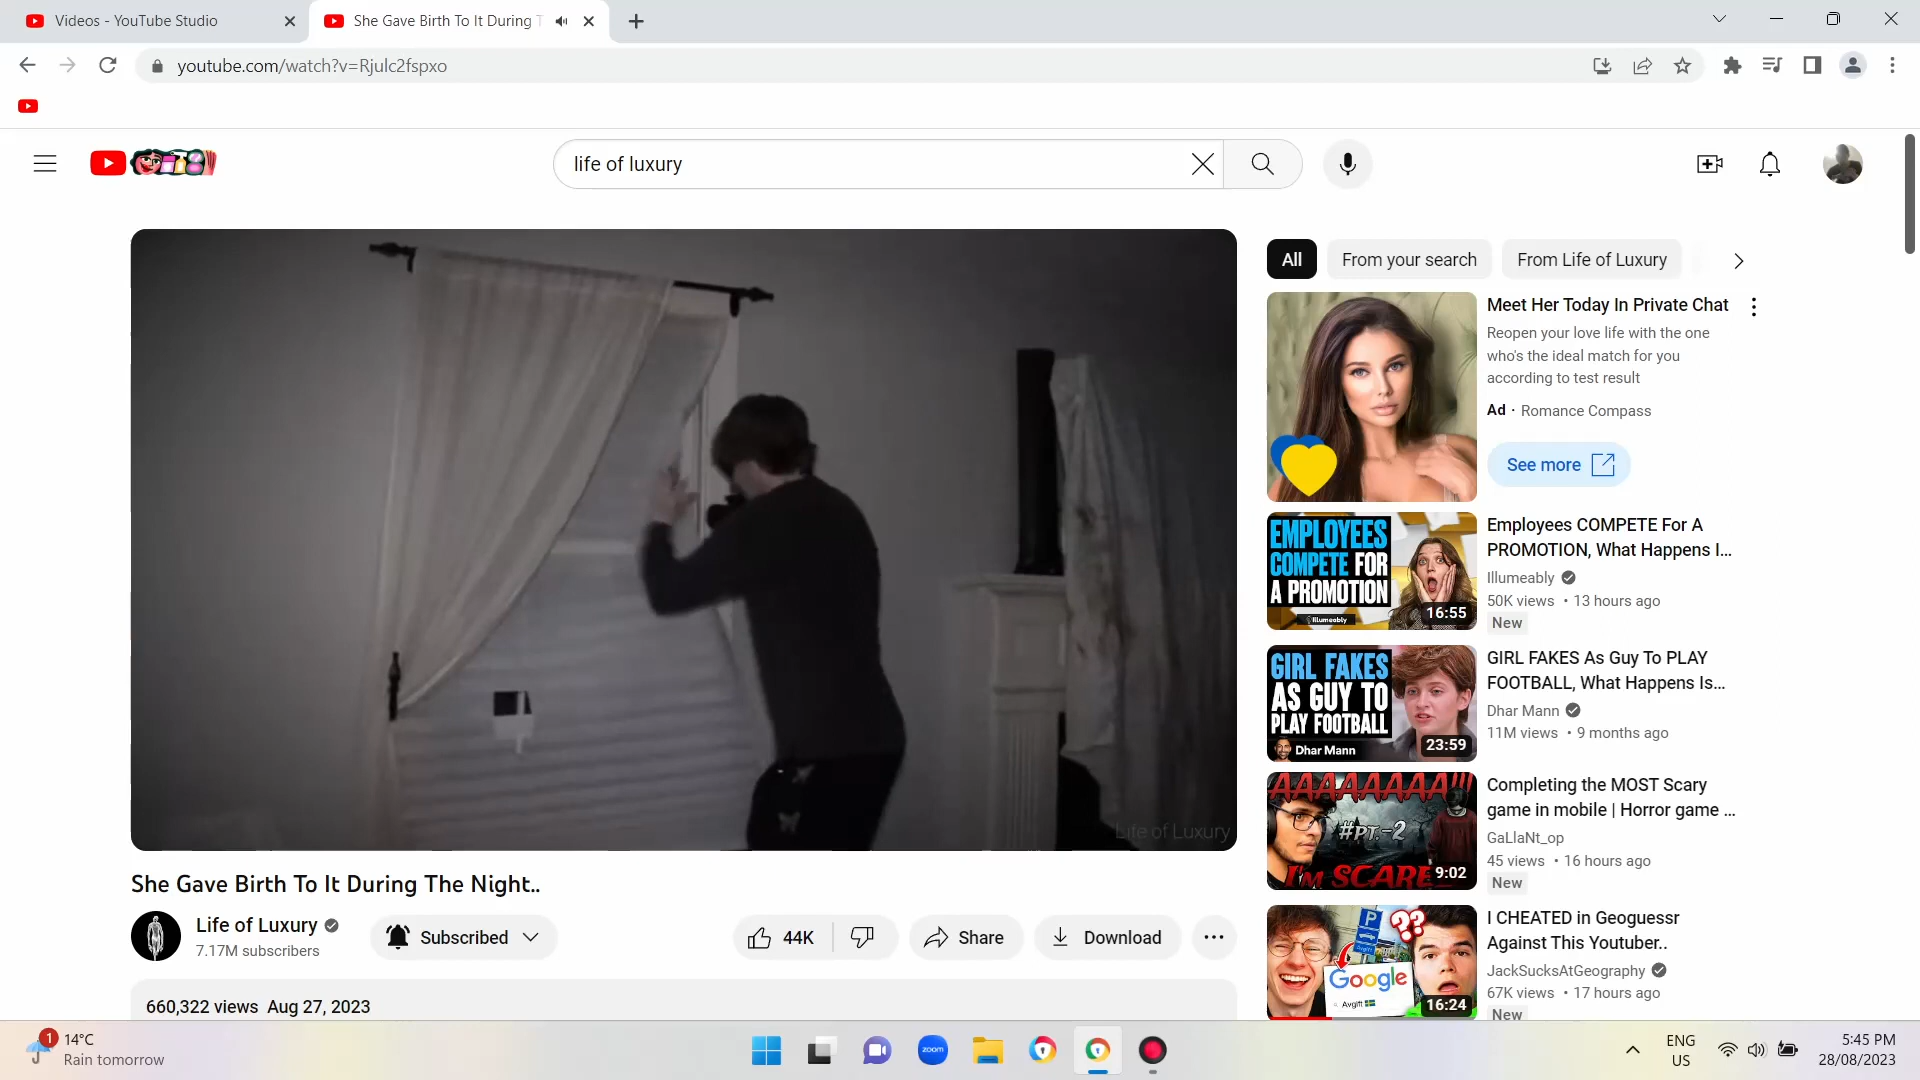 Videos - YouTube Studio
She Gave Birth To It During T
youtube.com/watch?v=Rjulc2fspxo
life of luxury
Life of Luxury
She Gave Birth To It During The Night..
Life of Luxury
7.17M subscribers
Subscribed
44K
Share
Download
660,322 views Aug 27, 2023
All
From your search
From Life of Luxury
Meet Her Today In Private Chat
Reopen your love life with the one
who's the ideal match for you
according to test result
Ad · Romance Compass
See more
EMPLOYEES
COMPETE FOR
A PROMOTION
Illumeably
16:55
Employees COMPETE For A
PROMOTION, What Happens I...
Illumeably
50K views • 13 hours ago
New
GIRL FAKES
AS GUY TO
PLAY FOOTBALL
Dhar Mann
23:59
GIRL FAKES As Guy To PLAY
FOOTBALL, What Happens Is...
Dhar Mann
11M views • 9 months ago
AAAAAAAA!!!
#PT.-2
I'M SCARE
9:02
Completing the MOST Scary
game in mobile | Horror game ...
GaLlaNt_op
45 views • 16 hours ago
New
P
Avgift
??
Google
Avgift
16:24
I CHEATED in Geoguessr
Against This Youtuber..
JackSucksAtGeography
67K views • 17 hours ago
New
1
14°C
Rain tomorrow
zoom
ENG
US
5:45 PM
28/08/2023